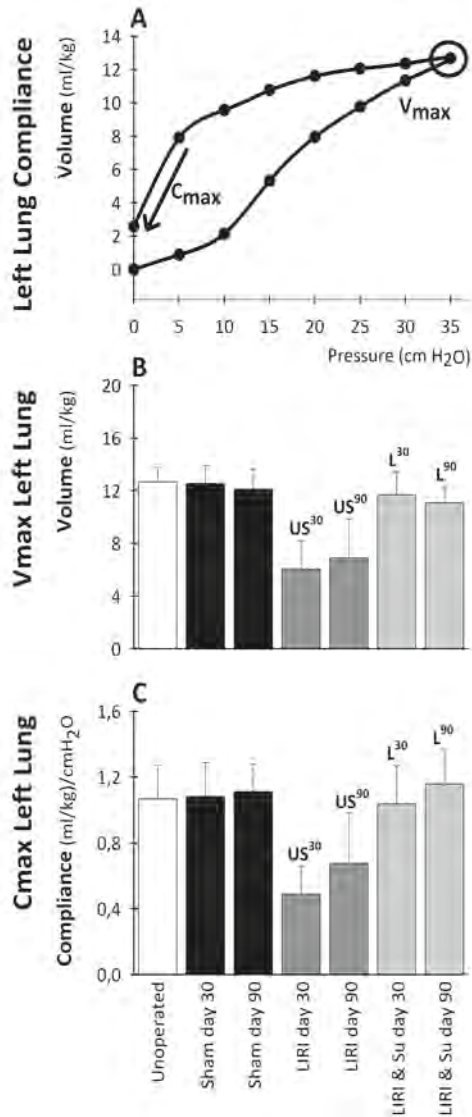 A
Left Lung Compliance
Volume (ml/kg)
14
12
10
8
6
4
2
0
Cmax
Vmax
0 5 10 15 20 25 30 35
Pressure (cm H2O)
B
Vmax Left Lung
Volume (ml/kg)
20
16
12
8
4
0
US30
US90
L30
L90
C
Cmax Left Lung
Compliance (ml/kg)/cmH2O
1,6
1,2
0,8
0,4
0,0
US30
US90
L30
L90
Unoperated
Sham day 30
Sham day 90
LIRI day 30
LIRI day 90
LIRI & Su day 30
LIRI & Su day 90